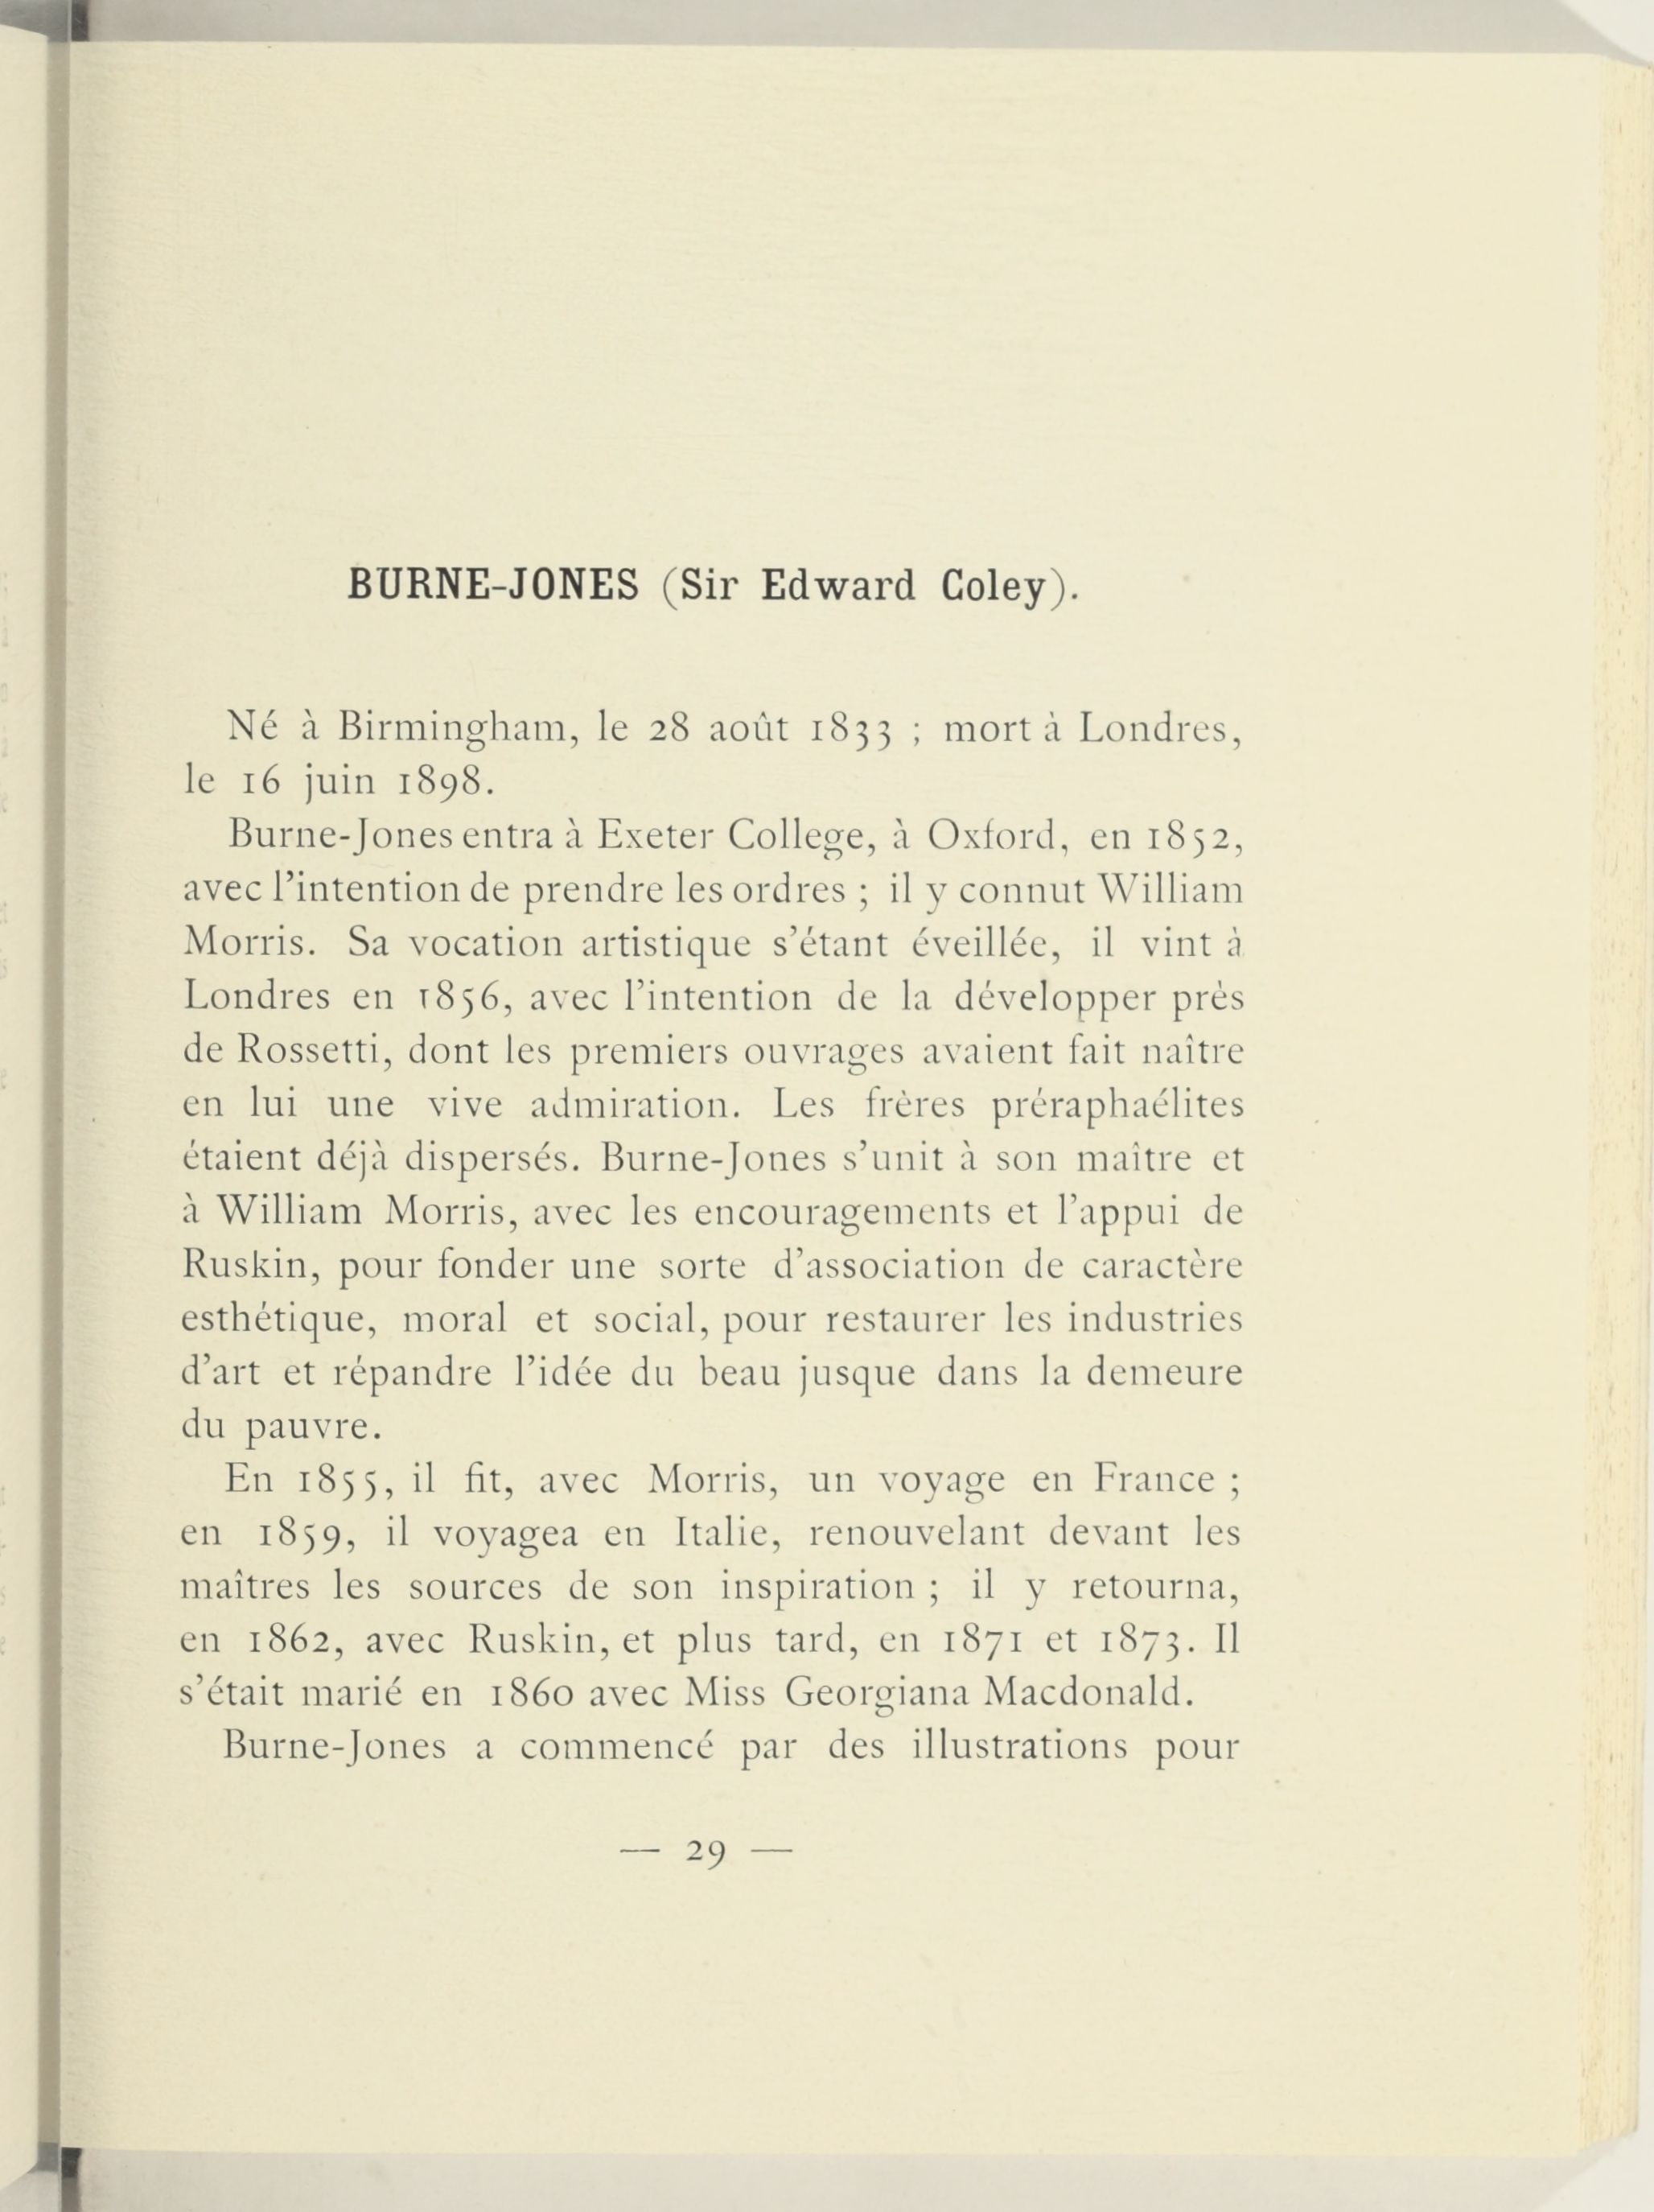 BURNE-JONES (Sir Edward Coley).
Né à Birmingham, le 28 août 1833 ; mort à Londres,
le 16 juin 1898.
Burne-Jones entra à Exeter College, à Oxford, en 1852,
avec l'intention de prendre les ordres ; il y connut William
Morris. Sa vocation artistique s'étant éveillée, il vint à
Londres en 1856, avec l'intention de la développer près
de Rossetti, dont les premiers ouvrages avaient fait naître
en lui une vive admiration. Les frères préraphaélites
étaient déjà dispersés. Burne-Jones s'unit à son maître et
à William Morris, avec les encouragements et l'appui de
Ruskin, pour fonder une sorte d'association de caractère
esthétique, moral et social, pour restaurer les industries
d'art et répandre l'idée du beau jusque dans la demeure
du pauvre.
En 1855, il fit, avec Morris, un voyage en France ;
en 1859, il voyagea en Italie, renouvelant devant les
maîtres les sources de son inspiration ; il y retourna,
en 1862, avec Ruskin, et plus tard, en 1871 et 1873. Il
s'était marié en 1860 avec Miss Georgiana Macdonald.
Burne-Jones a commencé par des illustrations pour
— 29 —